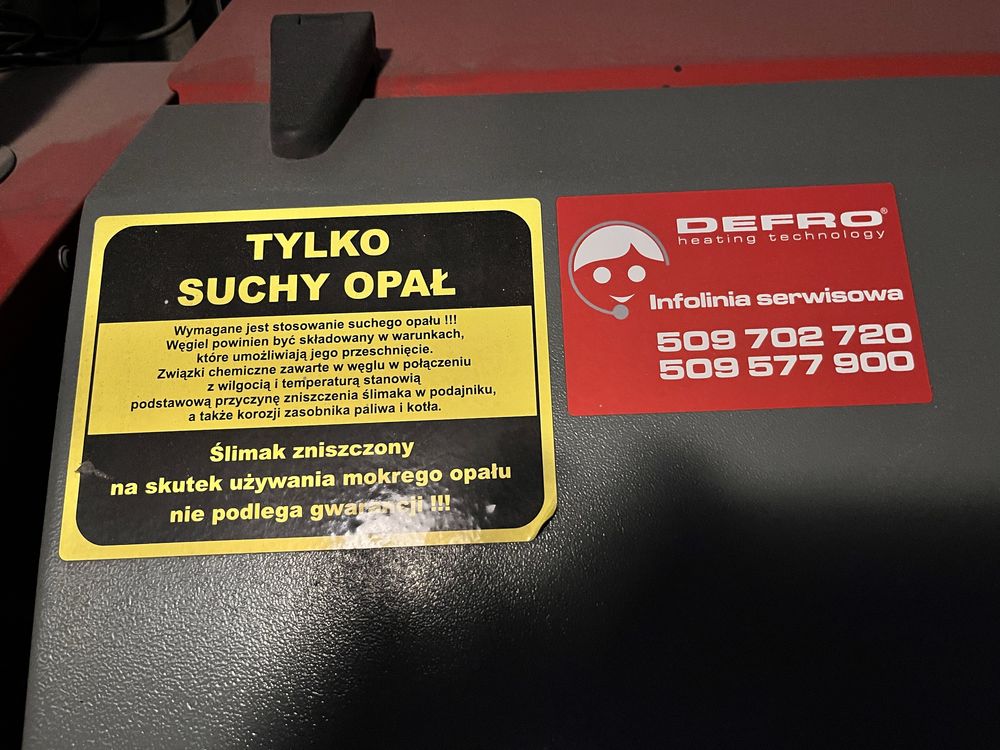 TYLKO
SUCHY OPAŁ
Wymagane jest stosowanie suchego opału !!!
Węgiel powinien być składowany w warunkach,
które umożliwiają jego przeschnięcie.
Związki chemiczne zawarte w węglu w połączeniu
z wilgocią i temperaturą stanowią
podstawową przyczynę zniszczenia ślimaka w podajniku,
a także korozji zasobnika paliwa i kotła.
Ślimak zniszczony
na skutek używania mokrego opału
nie podlega gwarancji !!!
DEFRO®
heating technology
Infolinia serwisowa
509 702 720
509 577 900